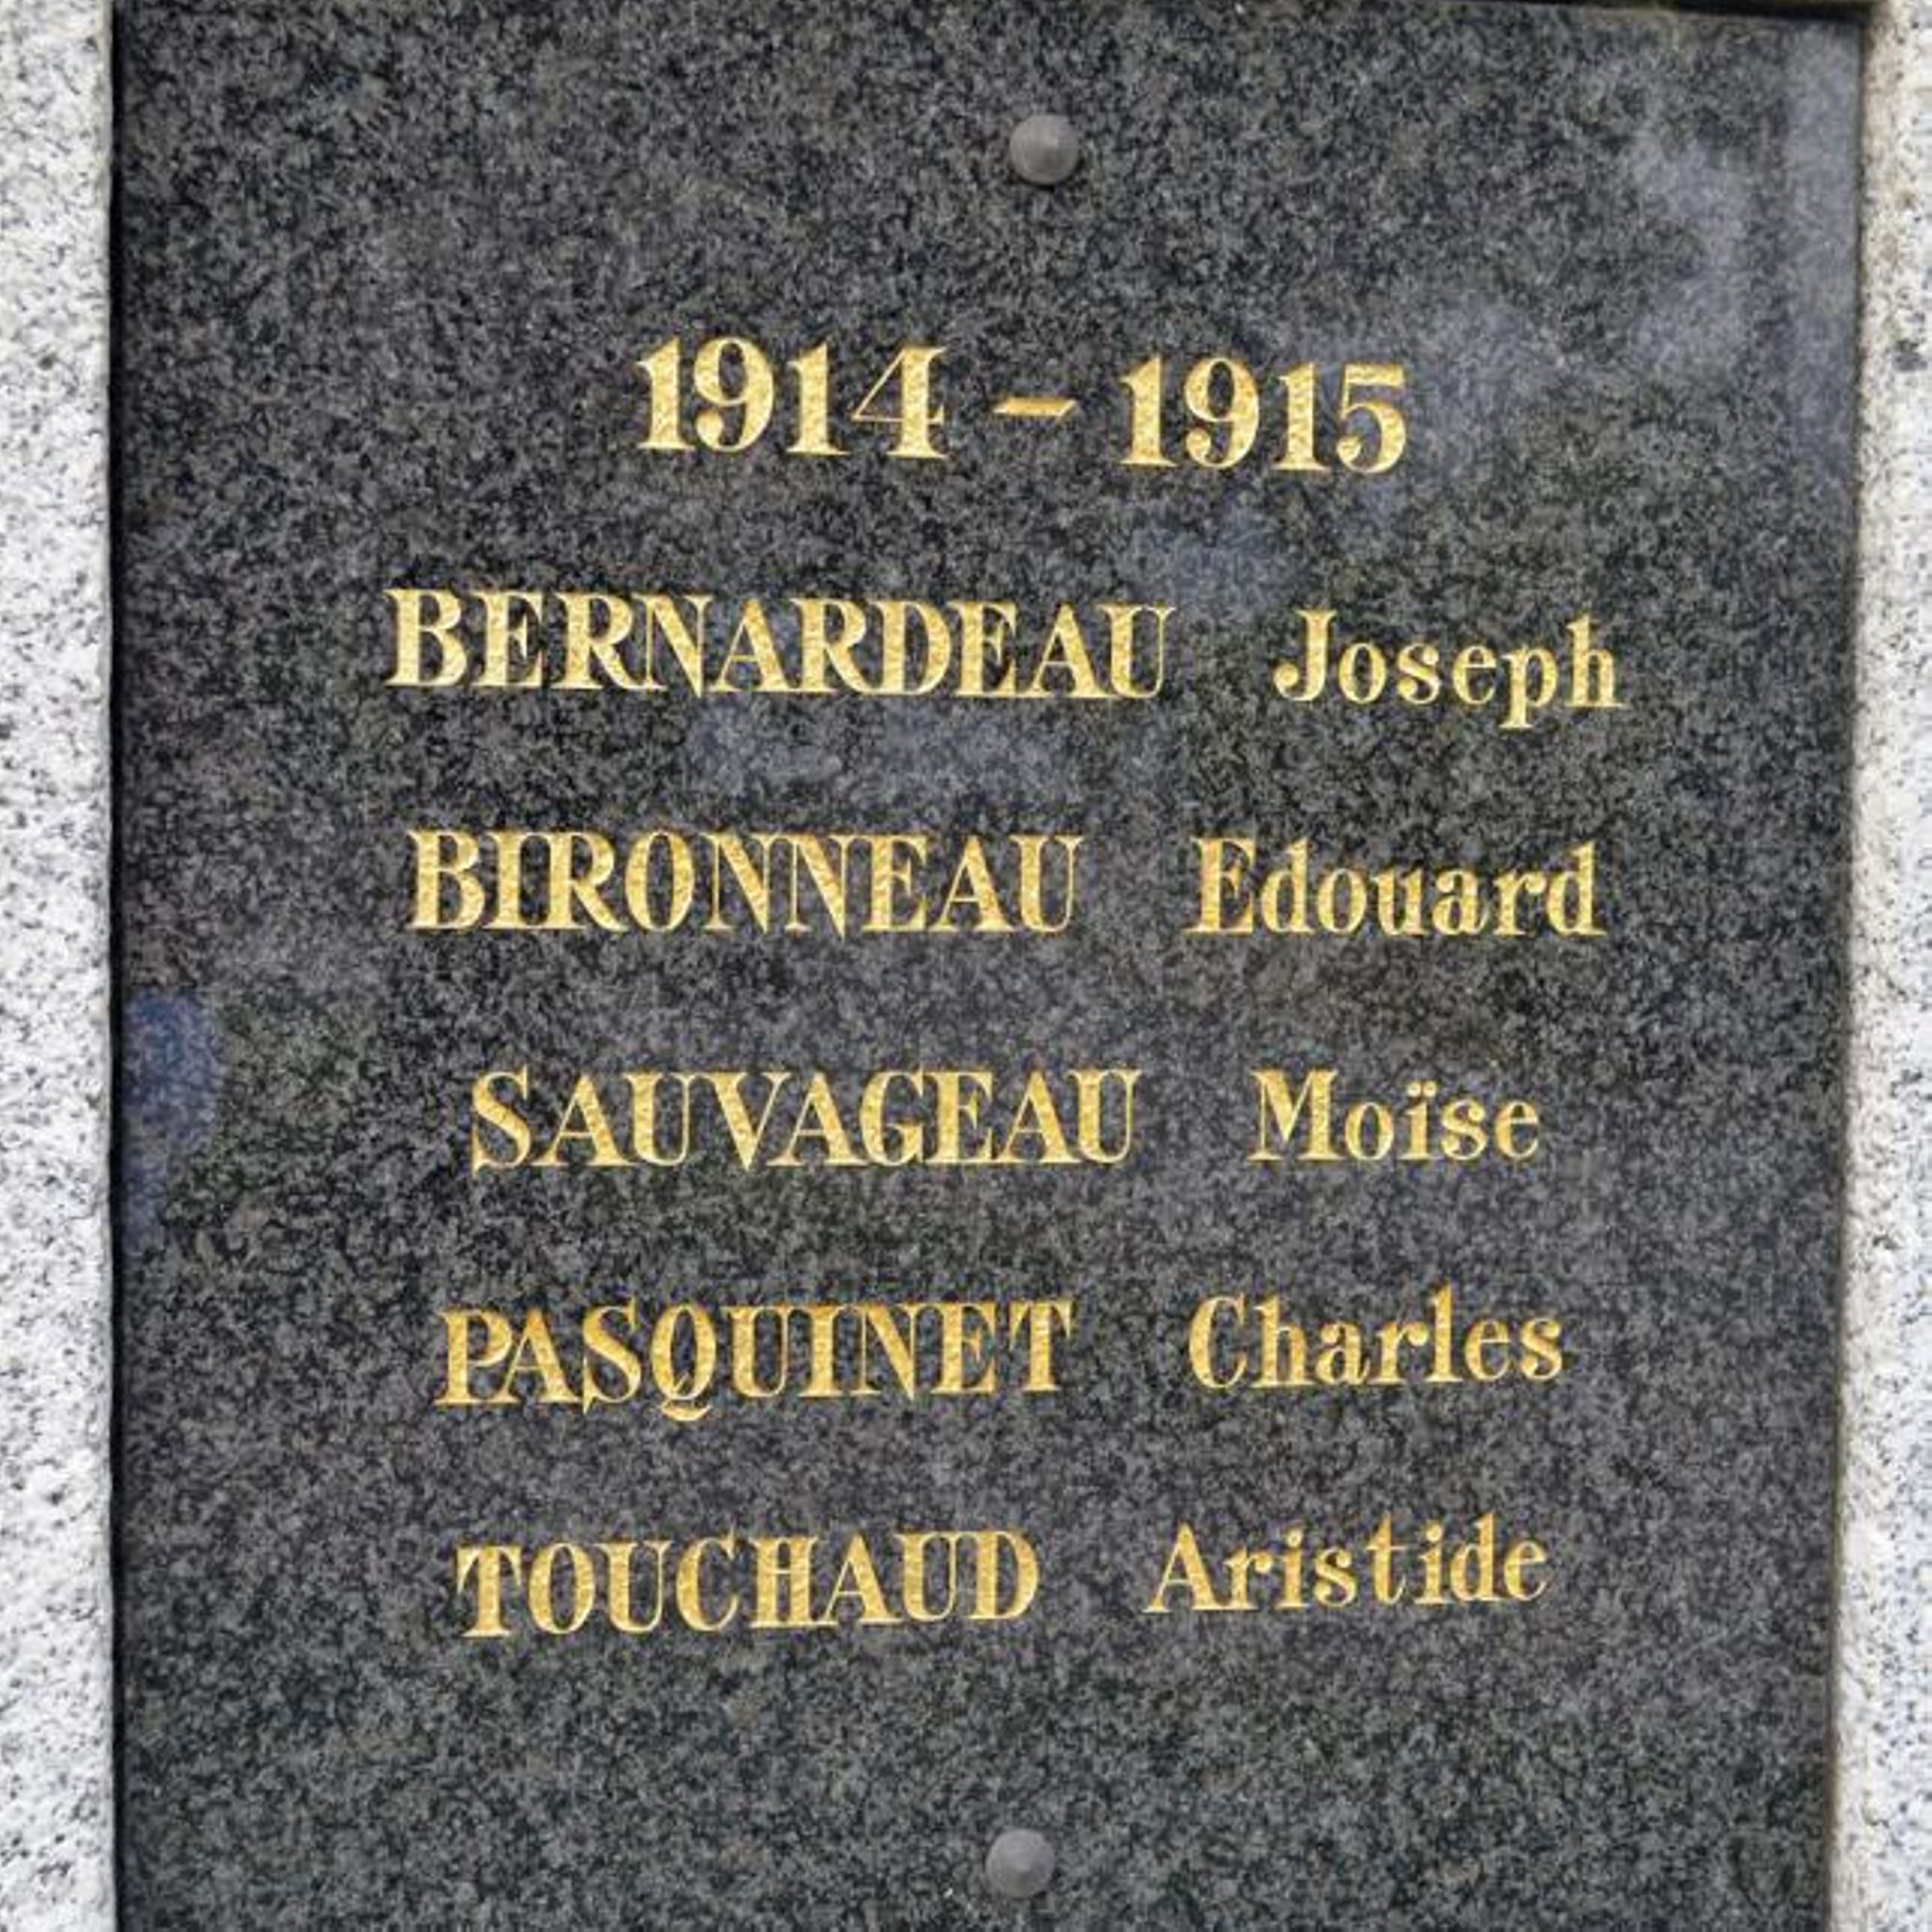 1914 - 1915
BERNARDEAU Joseph
BIRONNEAU Edouard
SAUVAGEAU Moïse
PASQUINET Charles
TOUCHAUD Aristide